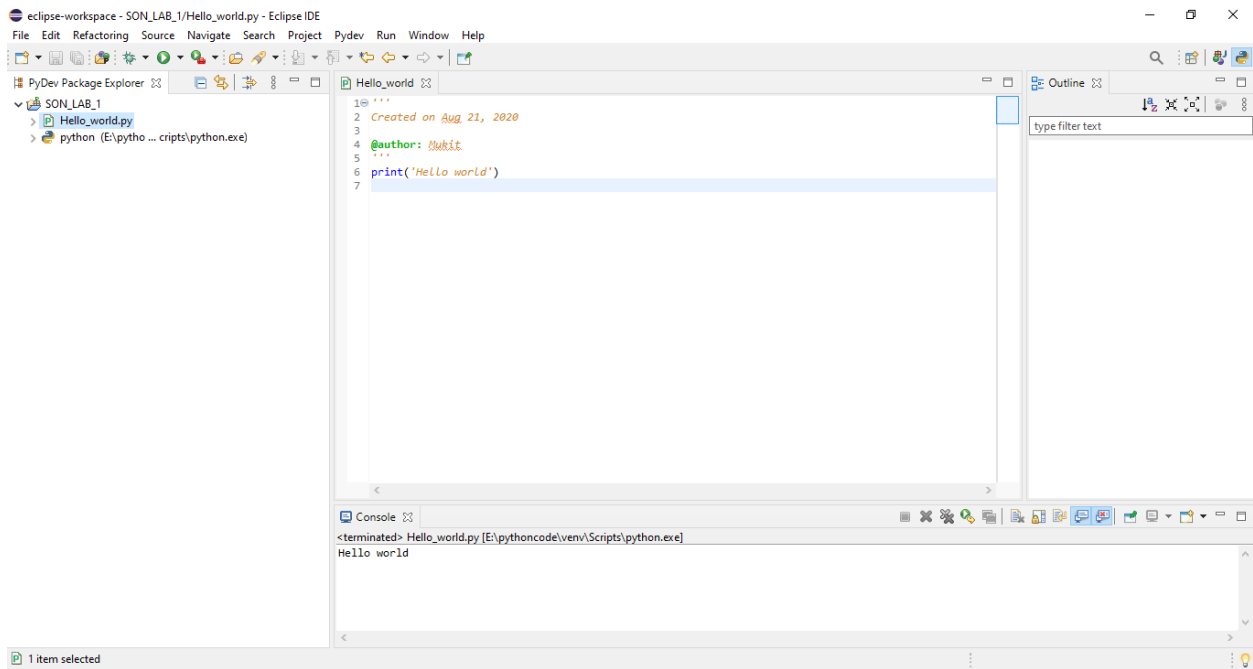 eclipse-workspace - SON_LAB_1/Hello_world.py - Eclipse IDE
File Edit Refactoring Source Navigate Search Project Pydev Run Window Help
PyDev Package Explorer
SON_LAB_1
Hello_world.py
python (E:\pytho ... cripts\python.exe)
Hello_world
1 '''
2 Created on Aug 21, 2020
3
4 @author: Mukit
5 '''
6 print('Hello world')
7
Outline
type filter text
Console
<terminated> Hello_world.py [E:\pythoncode\venv\Scripts\python.exe]
Hello world
1 item selected